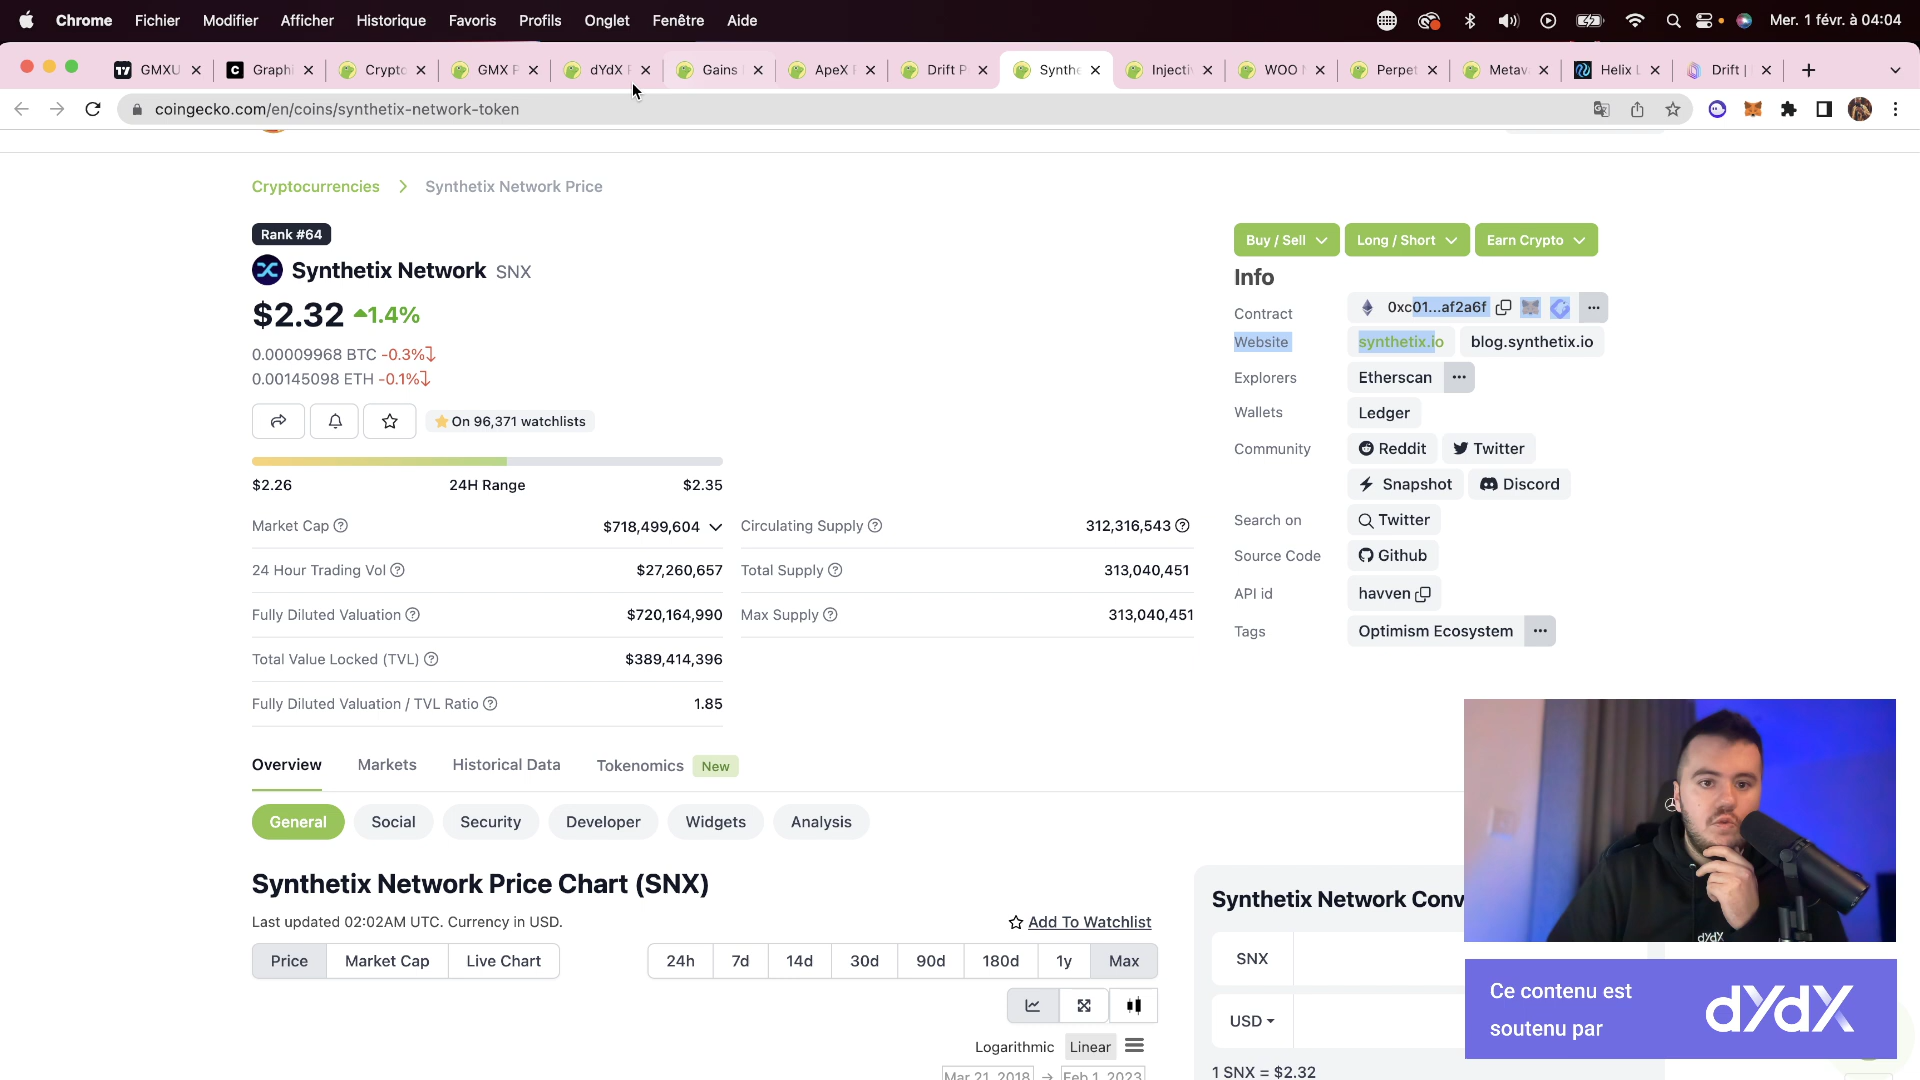 Chrome Fichier Modifier Afficher Historique Favoris Profils Onglet Fenêtre Aide Mer. 1 févr. à 04:04
GMXU Graphi Crypto GMX P dYdX P Gains ApeX P Drift P Synthe Injectiv WOO N Perpet Metav Helix L Drift |
coingecko.com/en/coins/synthetix-network-token
Cryptocurrencies > Synthetix Network Price
Rank #64
Synthetix Network SNX
$2.32 1.4%
0.00009968 BTC -0.3%
0.00145098 ETH -0.1%
On 96,371 watchlists
$2.26 24H Range $2.35
Market Cap $718,499,604
24 Hour Trading Vol $27,260,657
Fully Diluted Valuation $720,164,990
Total Value Locked (TVL) $389,414,396
Fully Diluted Valuation / TVL Ratio 1.85
Circulating Supply 312,316,543
Total Supply 313,040,451
Max Supply 313,040,451
Buy / Sell Long / Short Earn Crypto
Info
Contract 0xc01...af2a6f
Website synthetix.io blog.synthetix.io
Explorers Etherscan
Wallets Ledger
Community Reddit Twitter
Snapshot Discord
Search on Twitter
Source Code Github
API id havven
Tags Optimism Ecosystem
Overview Markets Historical Data Tokenomics New
General Social Security Developer Widgets Analysis
Synthetix Network Price Chart (SNX)
Last updated 02:02AM UTC. Currency in USD.
Add To Watchlist
Price Market Cap Live Chart
24h 7d 14d 30d 90d 180d 1y Max
Logarithmic Linear
Mar 21, 2018 → Feb 1, 2023
Synthetix Network Conv
SNX
USD
1 SNX = $2.32
dYdX
Ce contenu est
soutenu par
dYdX